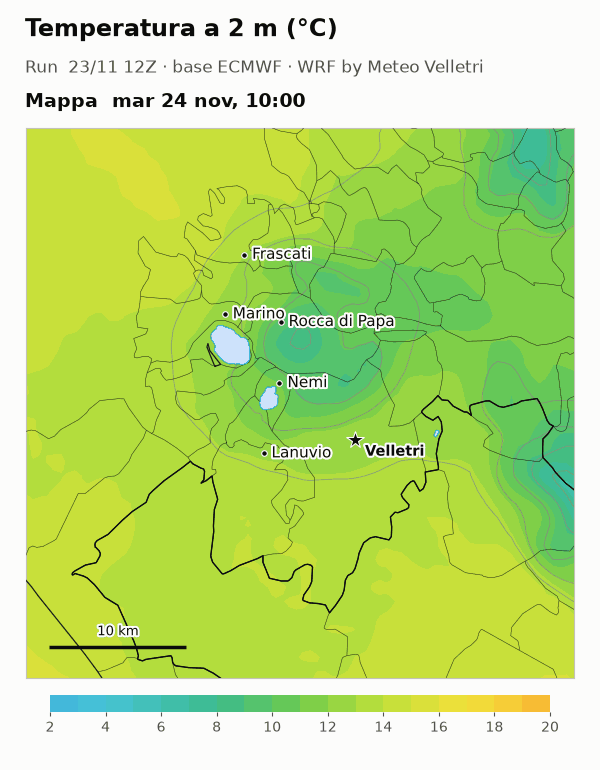 Temperatura a 2 m (°C)
Run  23/11 12Z · base ECMWF · WRF by Meteo Velletri
Mappa  mar 24 nov, 10:00
Frascati
Marino
Rocca di Papa
Nemi
Velletri
Lanuvio
10 km
2 4 6 8 10 12 14 16 18 20